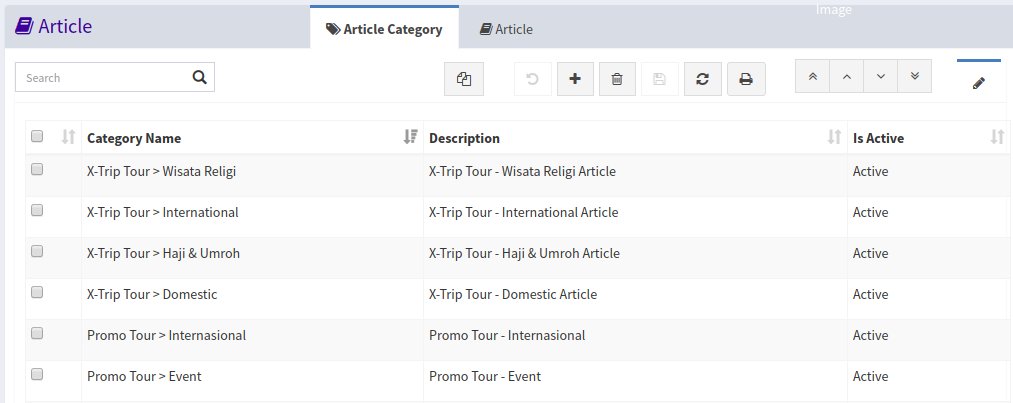 Image
Article
Article Category
Article
Search
Category Name Description Is Active
X-Trip Tour > Wisata Religi X-Trip Tour - Wisata Religi Article Active
X-Trip Tour > International X-Trip Tour - International Article Active
X-Trip Tour > Haji & Umroh X-Trip Tour - Haji & Umroh Article Active
X-Trip Tour > Domestic X-Trip Tour - Domestic Article Active
Promo Tour > Internasional Promo Tour - Internasional Active
Promo Tour > Event Promo Tour - Event Active